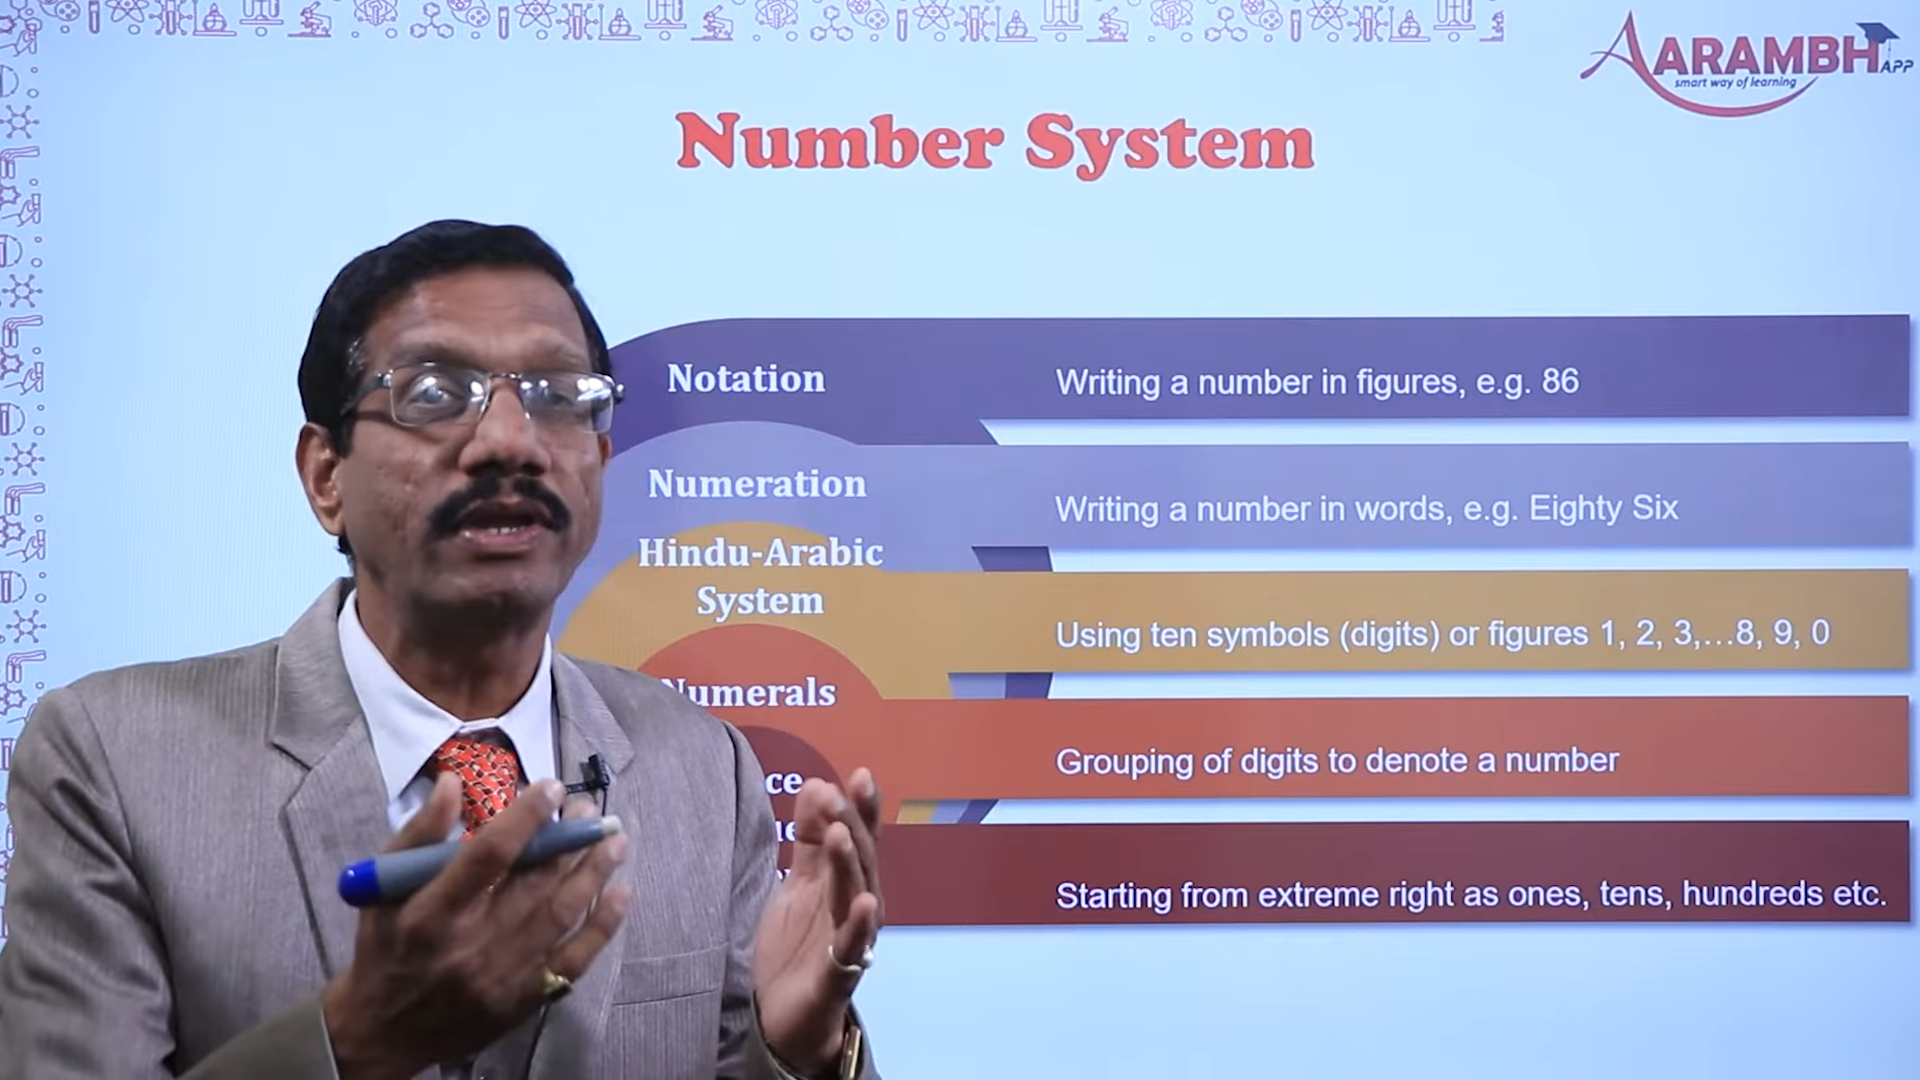 AARAMBH APP
smart way of learning
Number System
Notation
Writing a number in figures, e.g. 86
Numeration
Writing a number in words, e.g. Eighty Six
Hindu-Arabic
System
Using ten symbols (digits) or figures 1, 2, 3,...8, 9, 0
Numerals
Grouping of digits to denote a number
Starting from extreme right as ones, tens, hundreds etc.